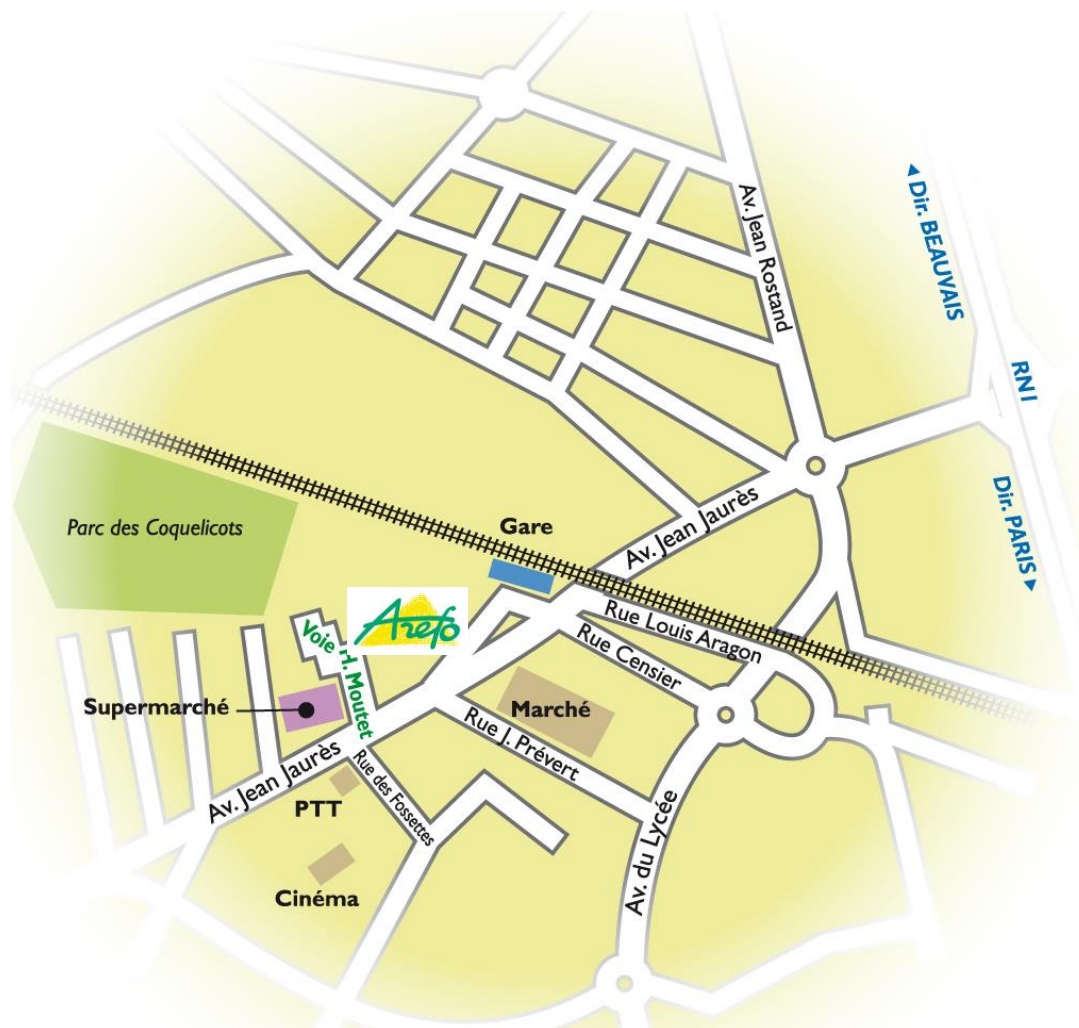 Av. Jean Rostand
◄ Dir. BEAUVAIS
RNI
Dir. PARIS ►
Parc des Coquelicots
Gare
Av. Jean Jaurès
Arefo
Rue Louis Aragon
Rue Censier
Voie H. Moutet
Supermarché
Marché
Rue J. Prévert
Av. Jean Jaurès
Rue des Fossettes
PTT
Av. du Lycée
Cinéma